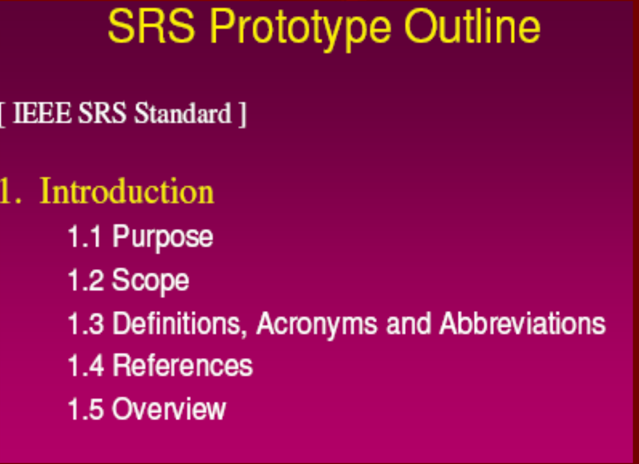 SRS Prototype Outline
[ IEEE SRS Standard ]
1. Introduction
1.1 Purpose
1.2 Scope
1.3 Definitions, Acronyms and Abbreviations
1.4 References
1.5 Overview